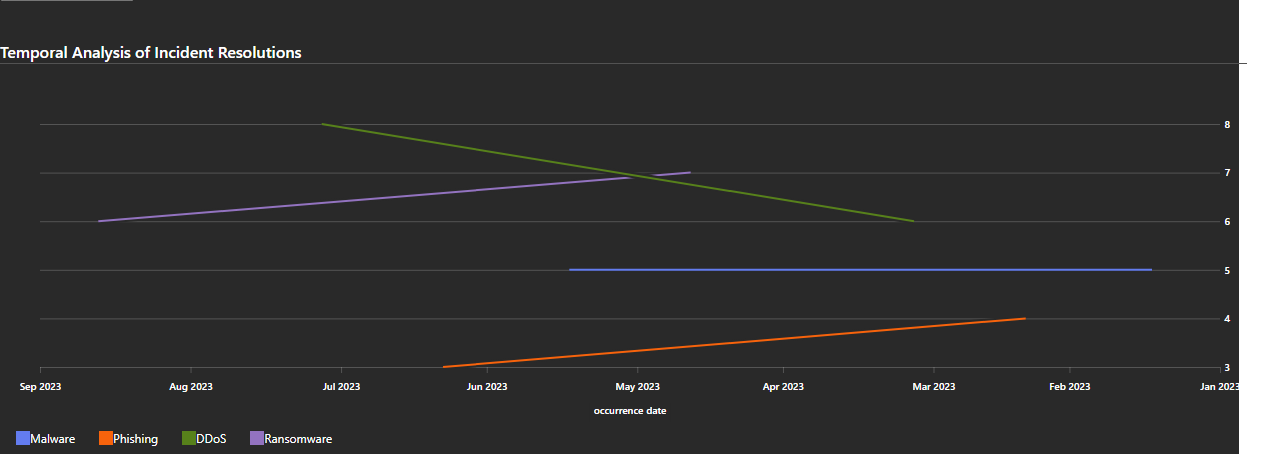 Temporal Analysis of Incident Resolutions
8
7
6
5
4
3
Sep 2023 Aug 2023 Jul 2023 Jun 2023 May 2023 Apr 2023 Mar 2023 Feb 2023 Jan 2023
occurrence date
Malware Phishing DDoS Ransomware